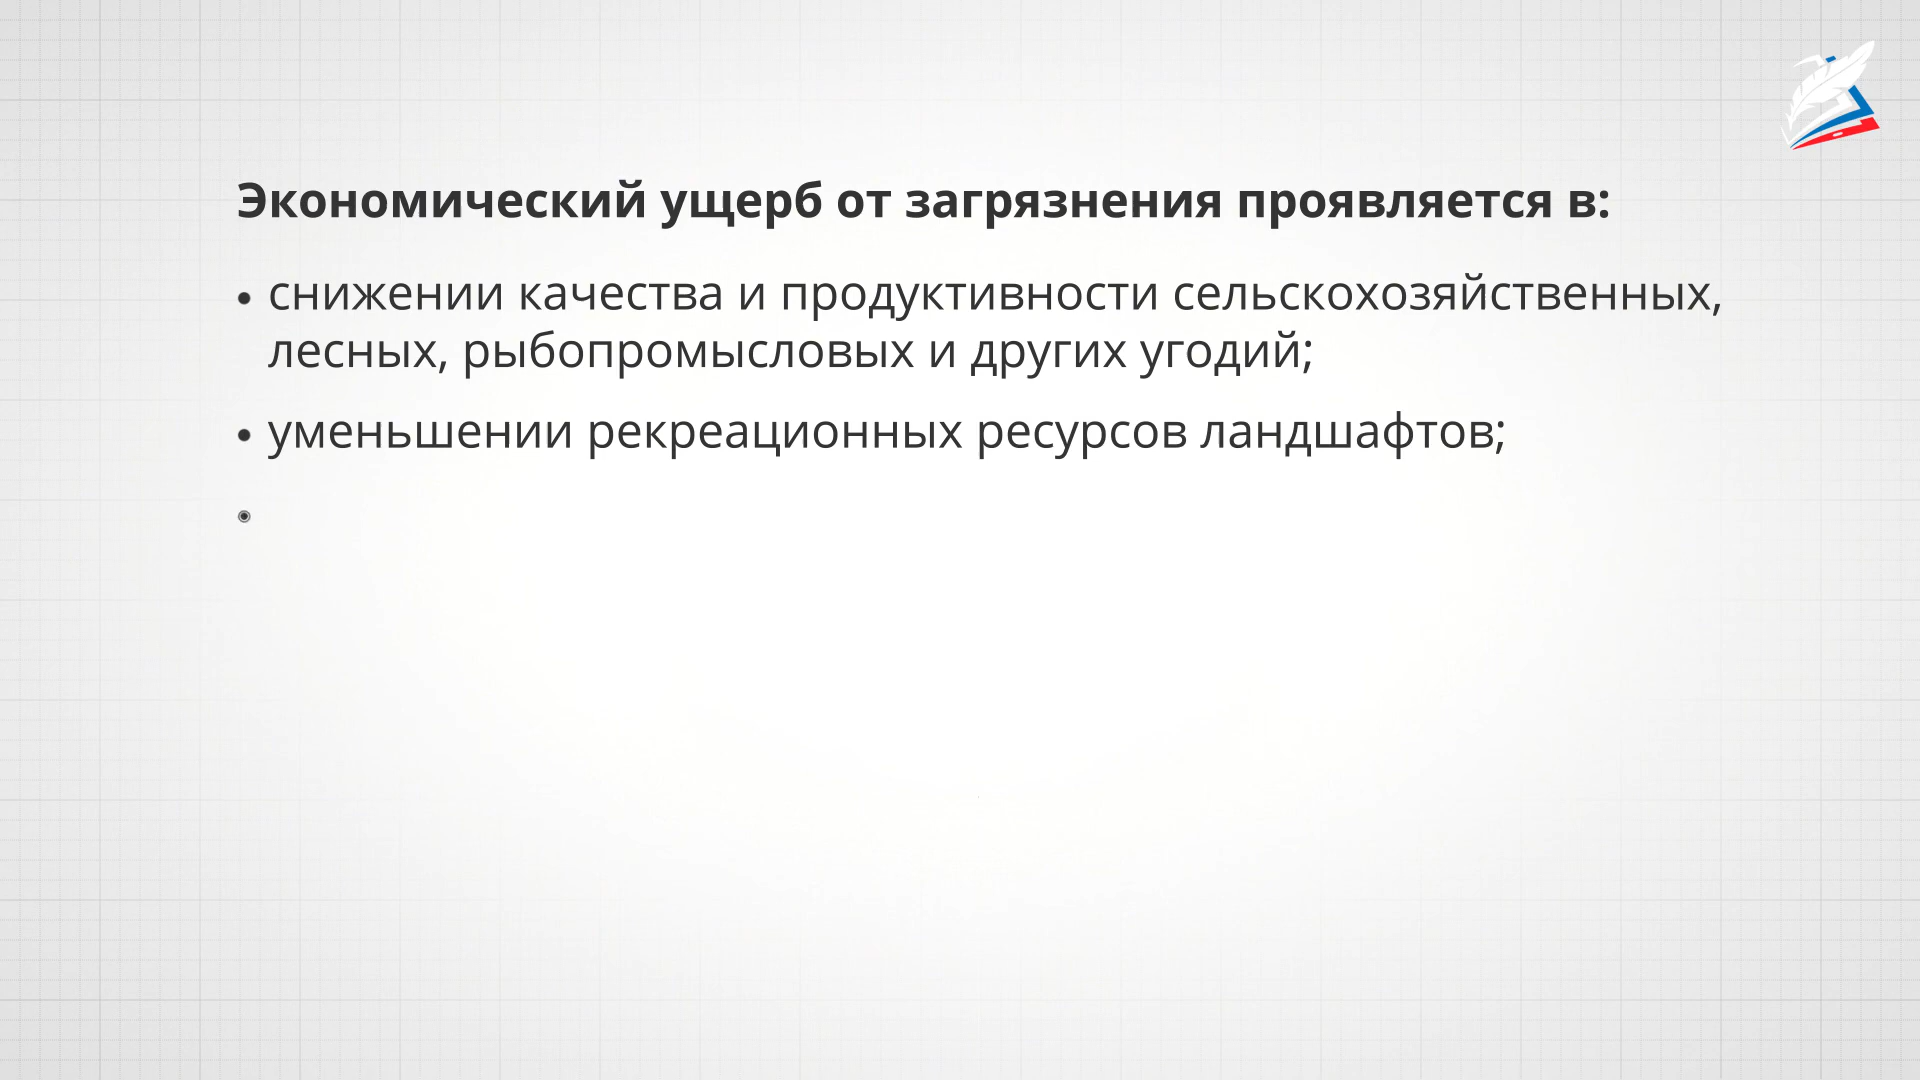 Экономический ущерб от загрязнения проявляется в:
• снижении качества и продуктивности сельскохозяйственных,
лесных, рыбопромысловых и других угодий;
• уменьшении рекреационных ресурсов ландшафтов;
•